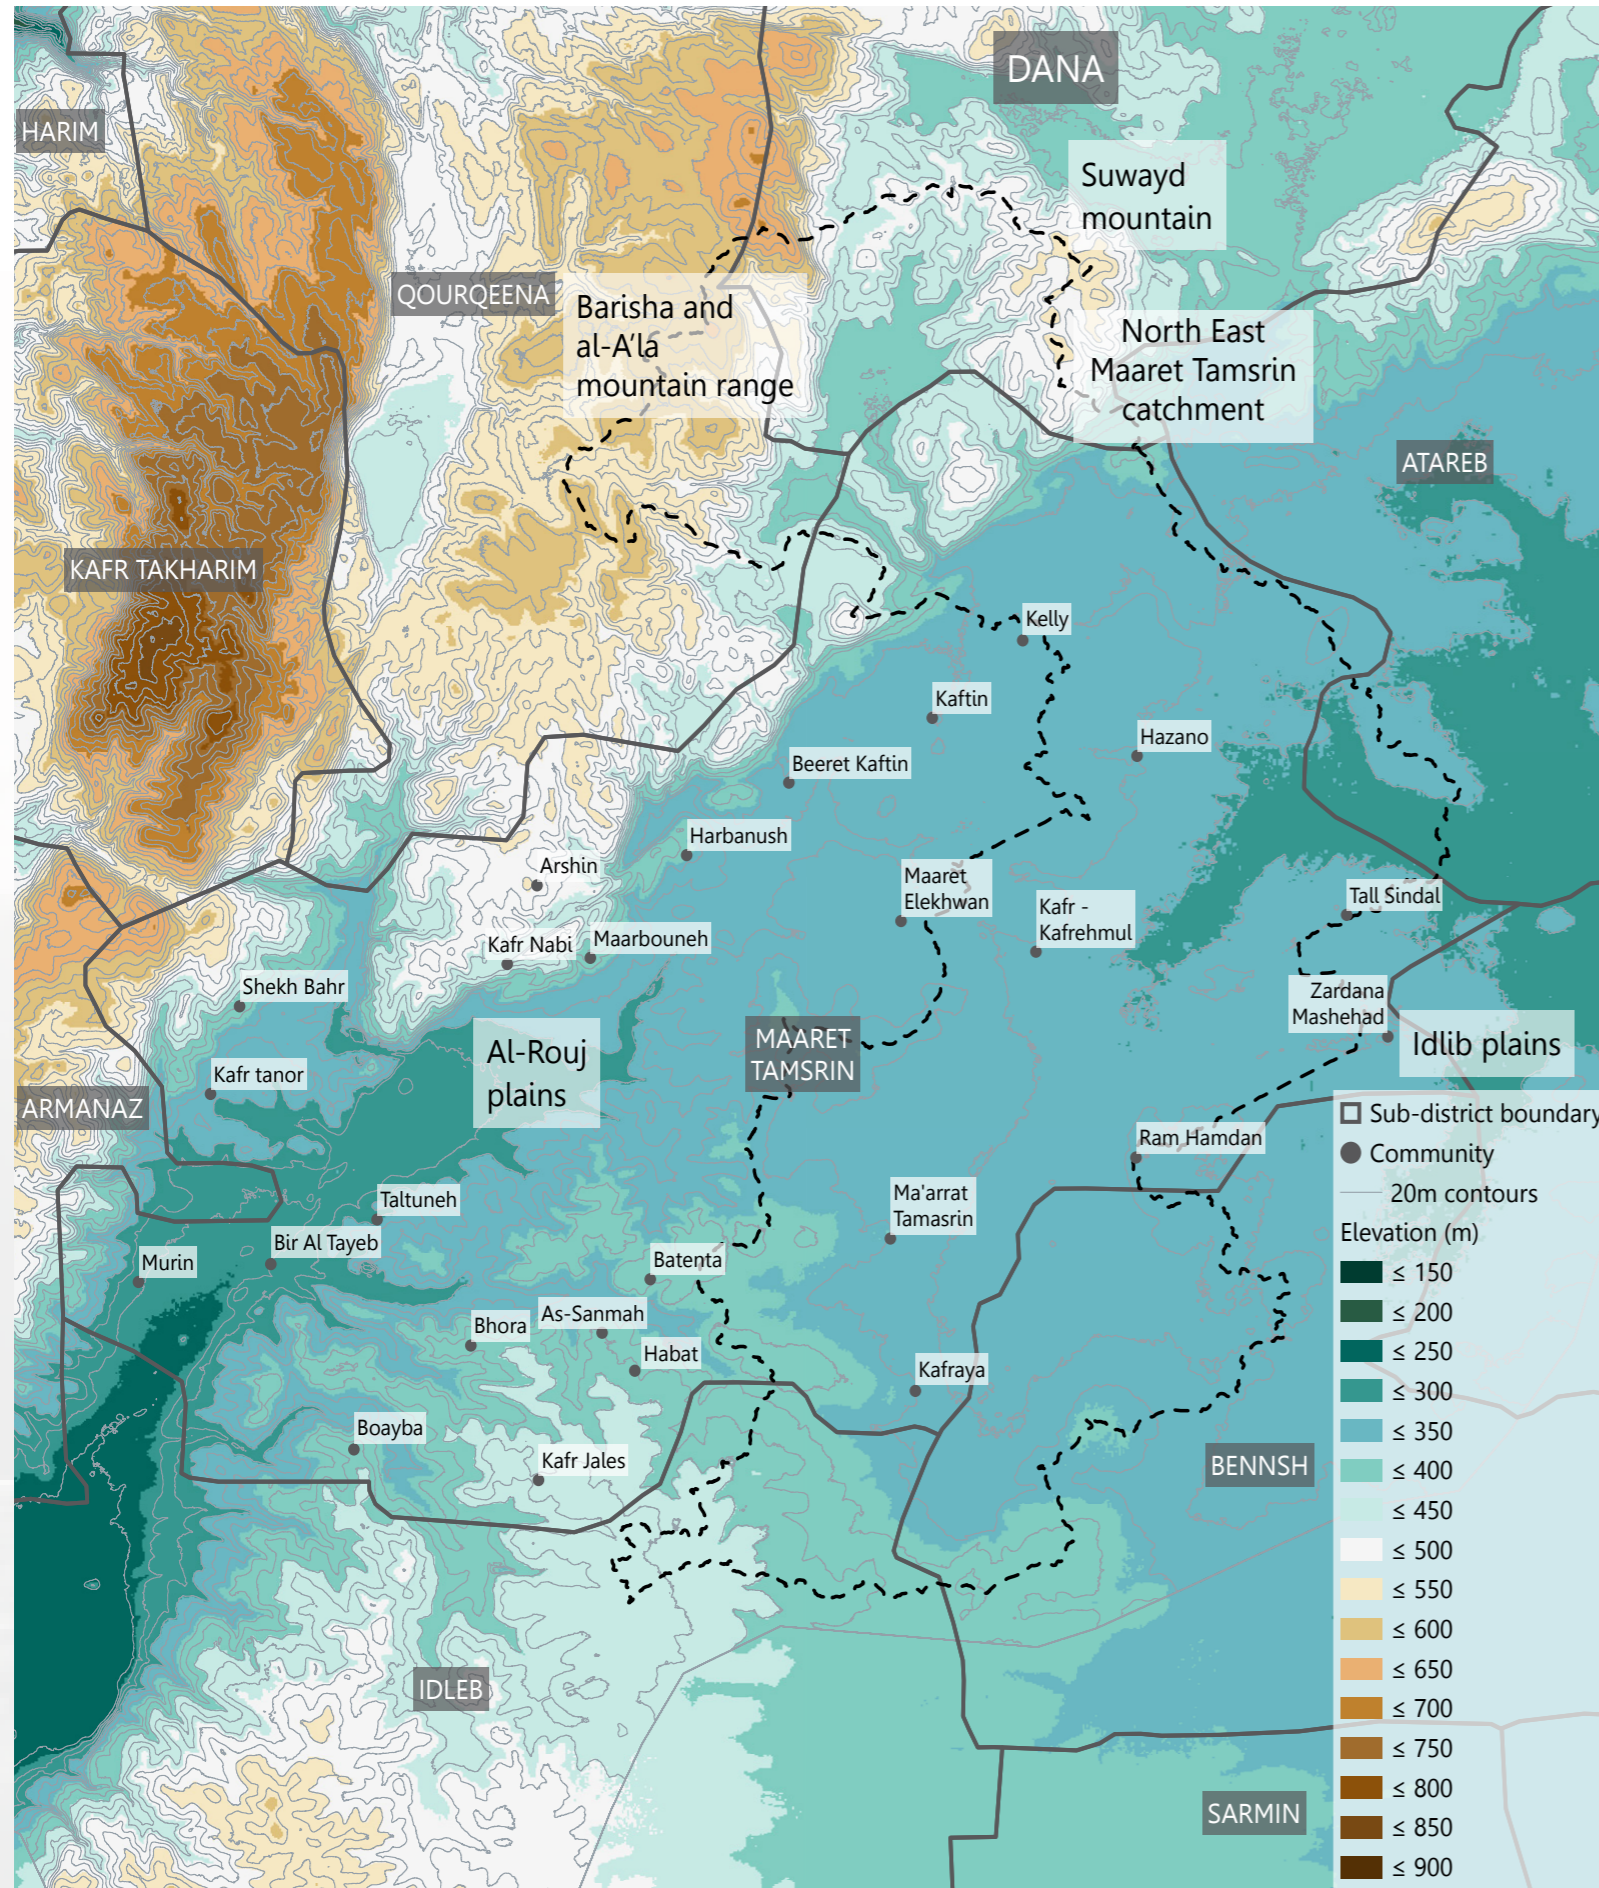 DANA
HARIM
Suwayd
mountain
QOURQEENA
Barisha and
al-A'la
mountain range
North East
Maaret Tamsrin
catchment
ATAREB
KAFR TAKHARIM
Kelly
Kaftin
Hazano
Beeret Kaftin
Harbanush
Arshin
Maaret
Elekhwan
Tall Sindal
Kafr -
Kafrehmul
Kafr Nabi
Maarbouneh
Shekh Bahr
Zardana
Mashehad
Al-Rouj
plains
MAARET
TAMSRIN
Idlib plains
Kafr tanor
ARMANAZ
Ram Hamdan
Taltuneh
Ma'arrat
Tamasrin
Bir Al Tayeb
Murin
Batenta
As-Sanmah
Bhora
Habat
Kafraya
Boayba
Kafr Jales
BENNSH
IDLEB
SARMIN
Sub-district boundary
Community
20m contours
Elevation (m)
≤ 150
≤ 200
≤ 250
≤ 300
≤ 350
≤ 400
≤ 450
≤ 500
≤ 550
≤ 600
≤ 650
≤ 700
≤ 750
≤ 800
≤ 850
≤ 900